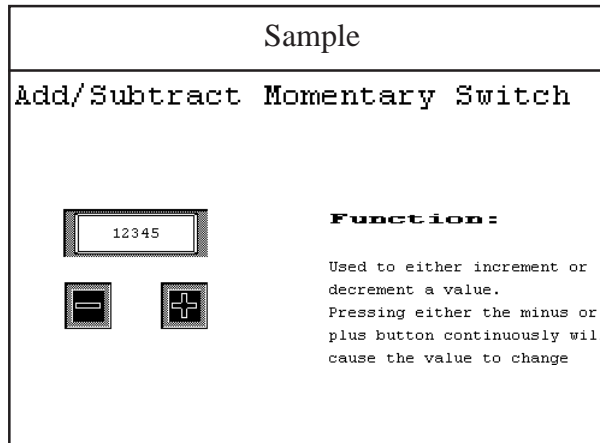 Sample
Add/Subtract Momentary Switch
12345
Function:
Used to either increment or
decrement a value.
Pressing either the minus or
plus button continuously wil
cause the value to change